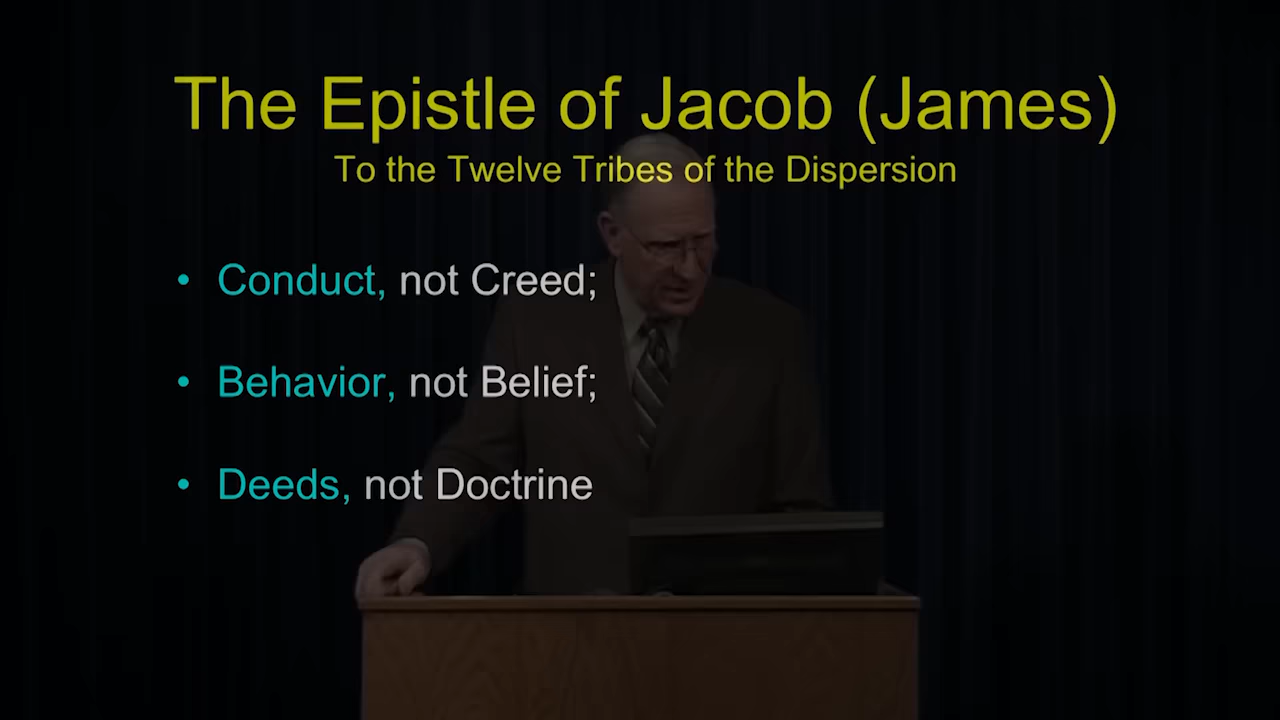 The Epistle of Jacob (James)
To the Twelve Tribes of the Dispersion
• Conduct, not Creed;
• Behavior, not Belief;
• Deeds, not Doctrine